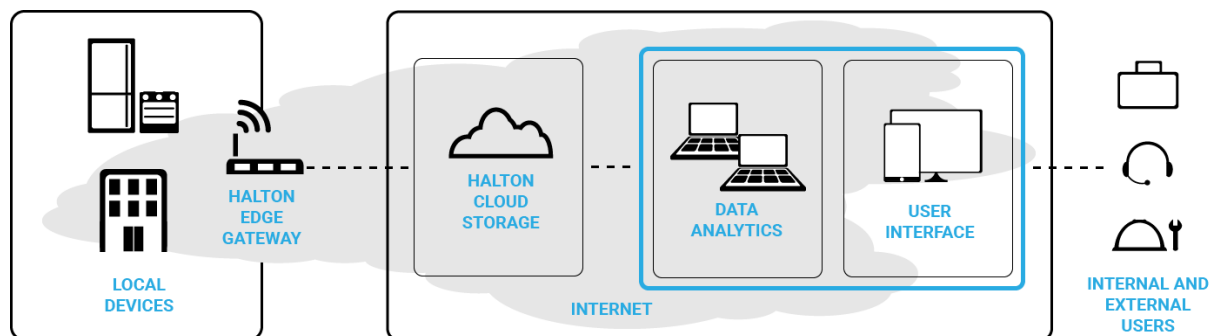 LOCAL
DEVICES
HALTON
EDGE
GATEWAY
HALTON
CLOUD
STORAGE
DATA
ANALYTICS
USER
INTERFACE
INTERNET
INTERNAL AND
EXTERNAL
USERS